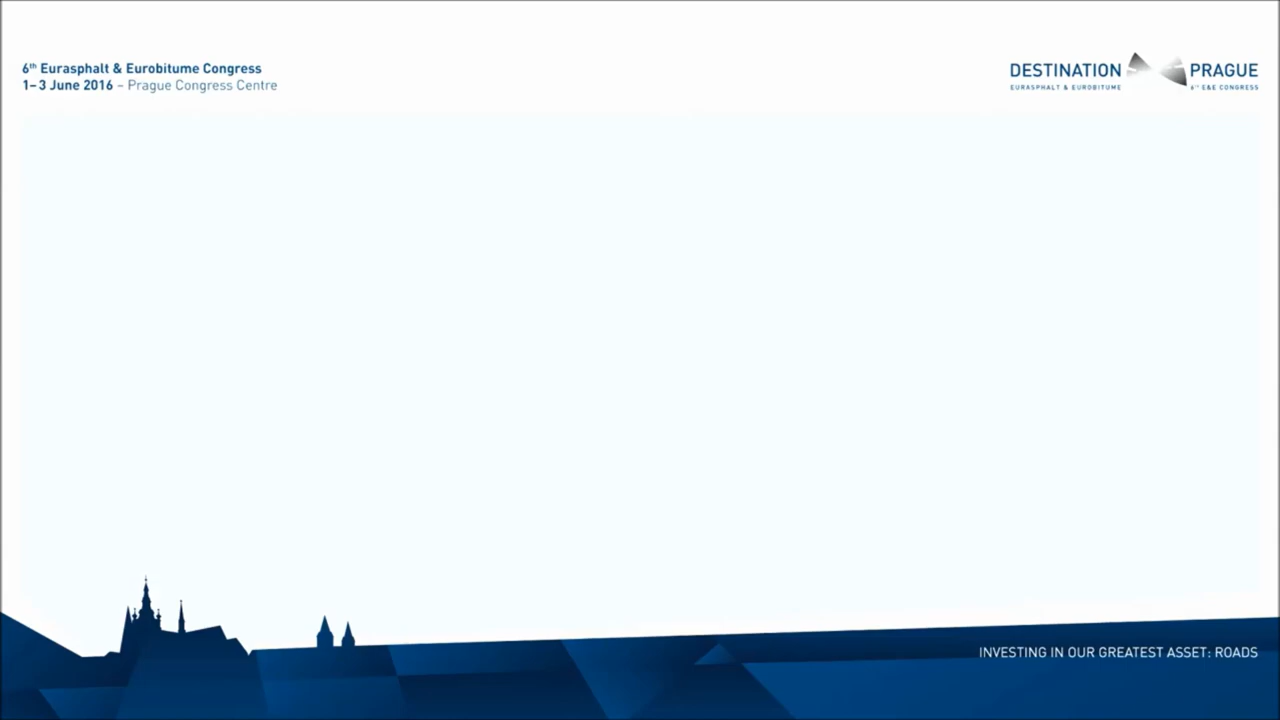 6th Eurasphalt & Eurobitume Congress
1–3 June 2016 – Prague Congress Centre
DESTINATION PRAGUE
EURASPHALT & EUROBITUME 6TH E&E CONGRESS
INVESTING IN OUR GREATEST ASSET: ROADS